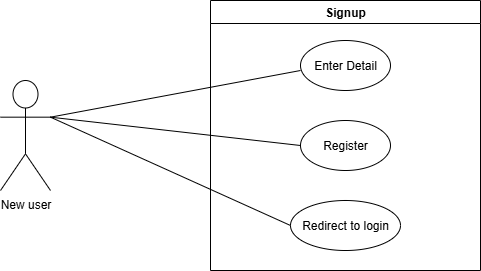 Signup
Enter Detail
Register
New user
Redirect to login